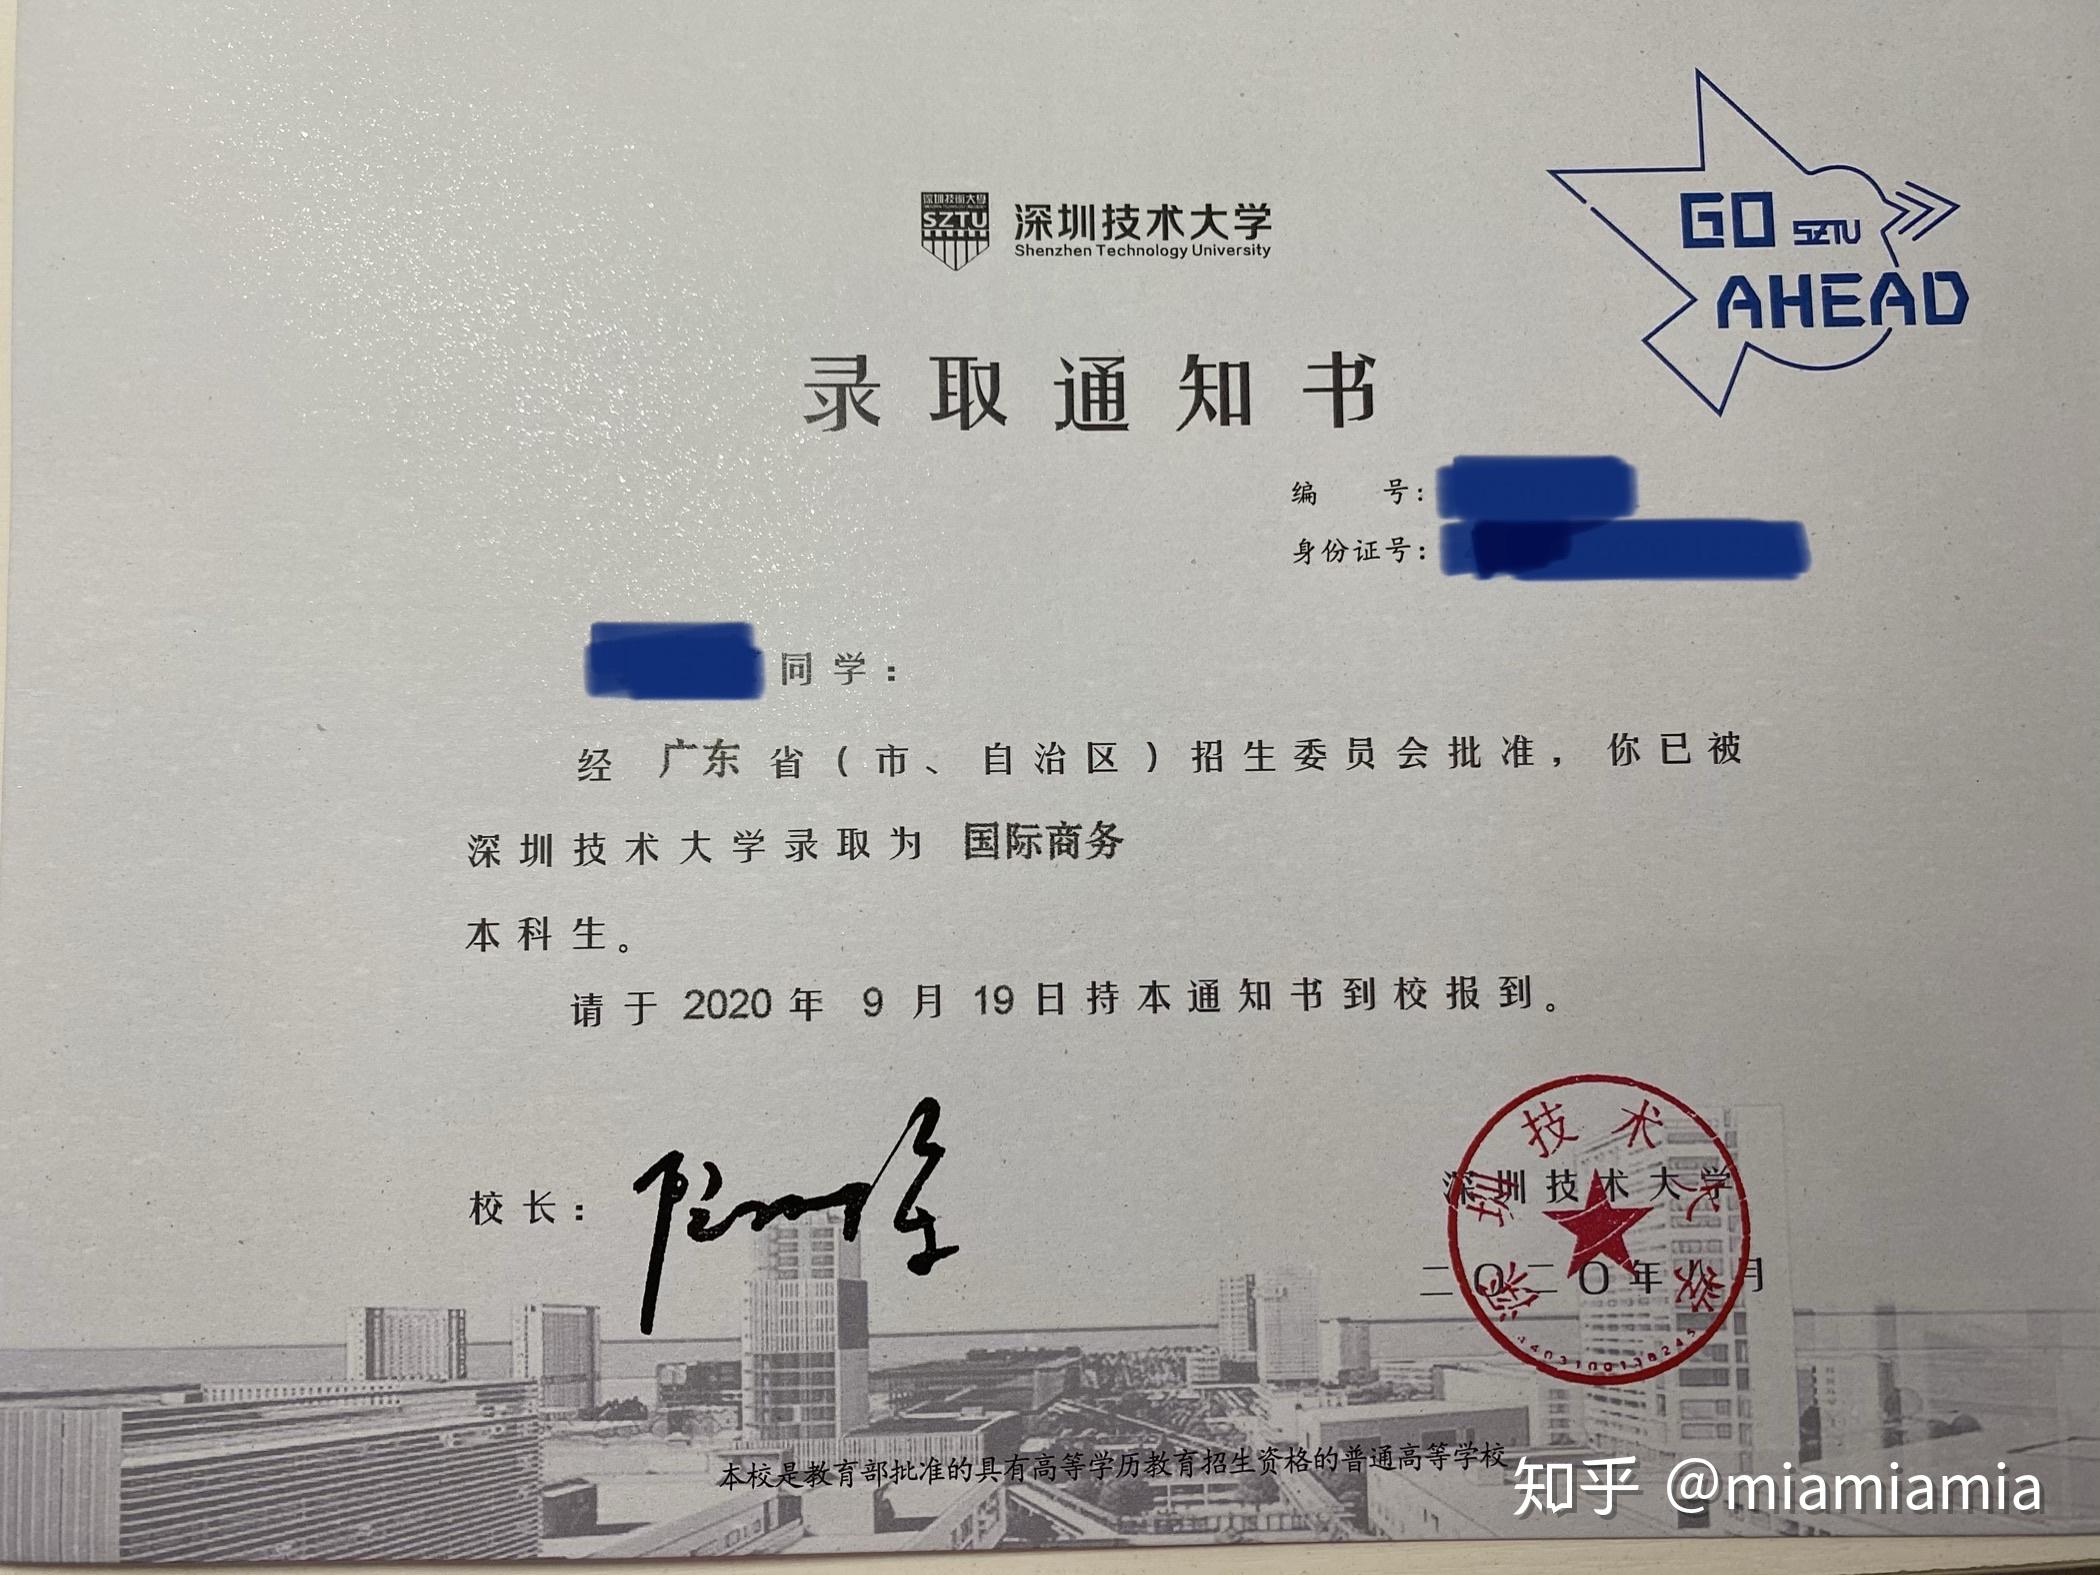 深圳技術大學
SZTU
深圳技术大学
Shenzhen Technology University
GO SZTU
AHEAD
录取通知书
编 号：
身份证号：
同学：
经 广东 省（市、自治区）招生委员会批准，你已被
深圳技术大学录取为 国际商务
本科生。
请于 2020 年 9 月 19 日持本通知书到校报到。
校长：
深圳技术大学
二〇二〇年八月
深圳技术大学
本校是教育部批准的具有高等学历教育招生资格的普通高等学校
知乎 @miamiamia